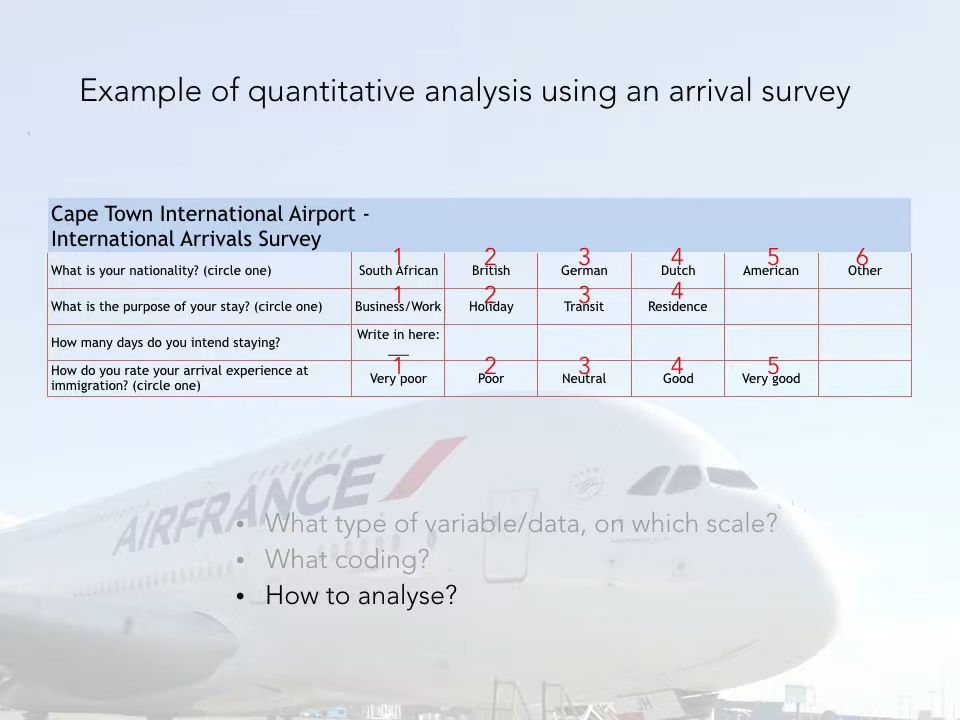 Example of quantitative analysis using an arrival survey
Cape Town International Airport -
International Arrivals Survey
1 2 3 4 5 6
What is your nationality? (circle one) South African British German Dutch American Other
1 2 3 4
What is the purpose of your stay? (circle one) Business/Work Holiday Transit Residence
How many days do you intend staying? Write in here:
___
1 2 3 4 5
How do you rate your arrival experience at
immigration? (circle one) Very poor Poor Neutral Good Very good
AIRFRANCE
• What type of variable/data, on which scale?
• What coding?
• How to analyse?